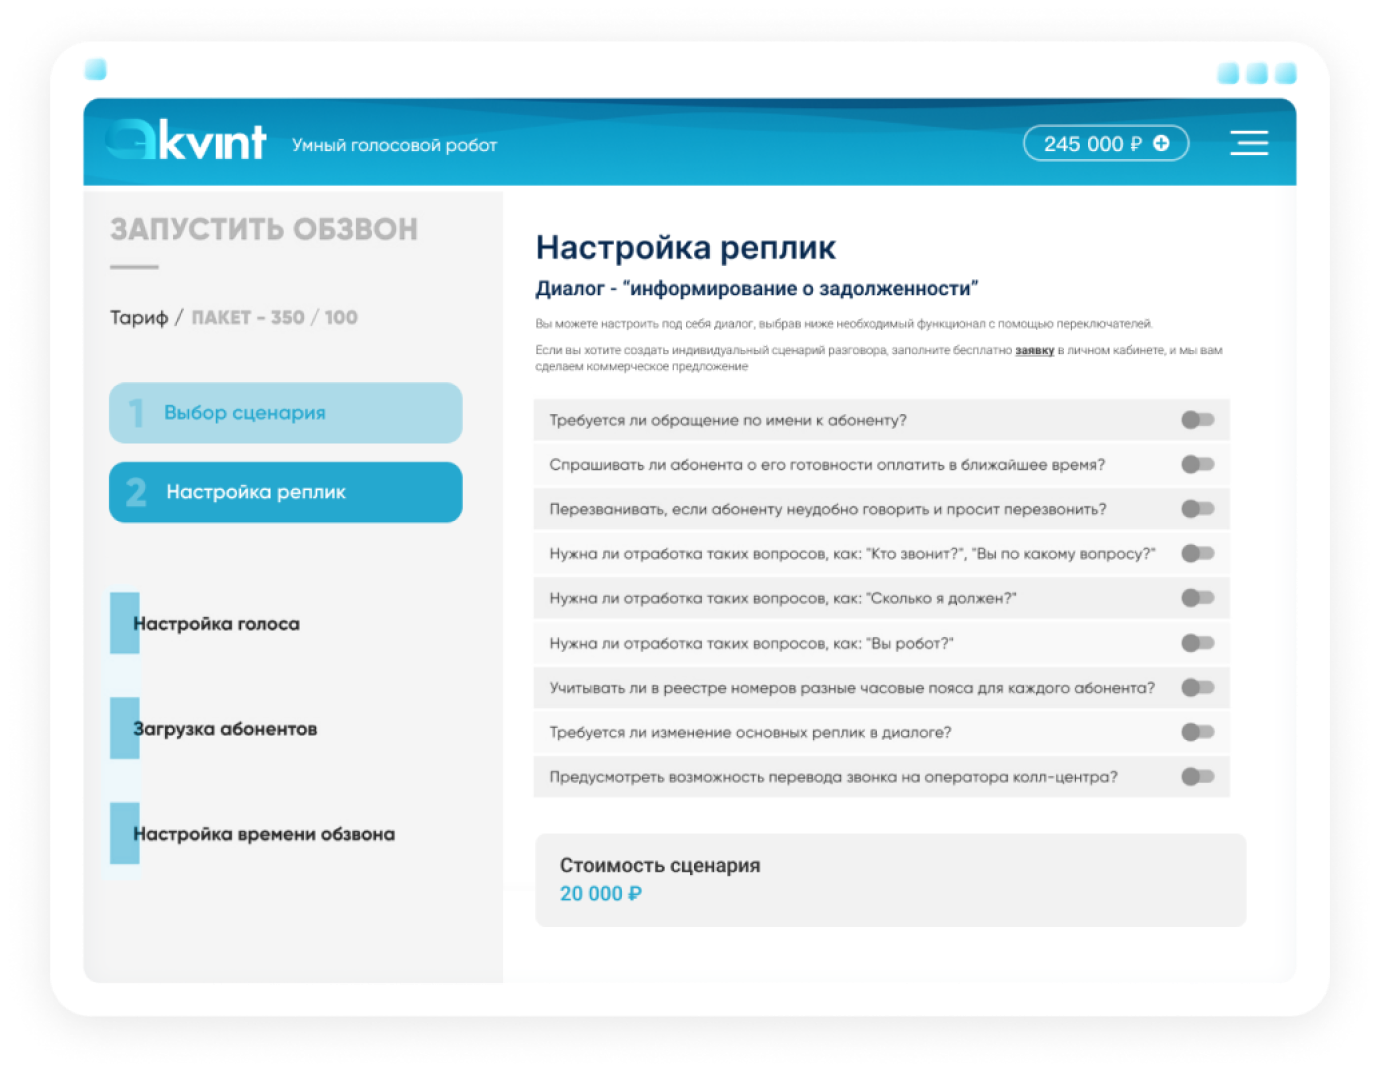 kvint
Умный голосовой робот
245 000 ₽
ЗАПУСТИТЬ ОБЗВОН
Тариф / ПАКЕТ – 350 / 100
1 Выбор сценария
2 Настройка реплик
Настройка голоса
Загрузка абонентов
Настройка времени обзвона
Настройка реплик
Диалог - “информирование о задолженности”
Вы можете настроить под себя диалог, выбрав ниже необходимый функционал с помощью переключателей.
Если вы хотите создать индивидуальный сценарий разговора, заполните бесплатно заявку в личном кабинете, и мы вам
сделаем коммерческое предложение
Требуется ли обращение по имени к абоненту?
Спрашивать ли абонента о его готовности оплатить в ближайшее время?
Перезванивать, если абоненту неудобно говорить и просит перезвонить?
Нужна ли отработка таких вопросов, как: "Кто звонит?", "Вы по какому вопросу?"
Нужна ли отработка таких вопросов, как: "Сколько я должен?"
Нужна ли отработка таких вопросов, как: "Вы робот?"
Учитывать ли в реестре номеров разные часовые пояса для каждого абонента?
Требуется ли изменение основных реплик в диалоге?
Предусмотреть возможность перевода звонка на оператора колл-центра?
Стоимость сценария
20 000 ₽